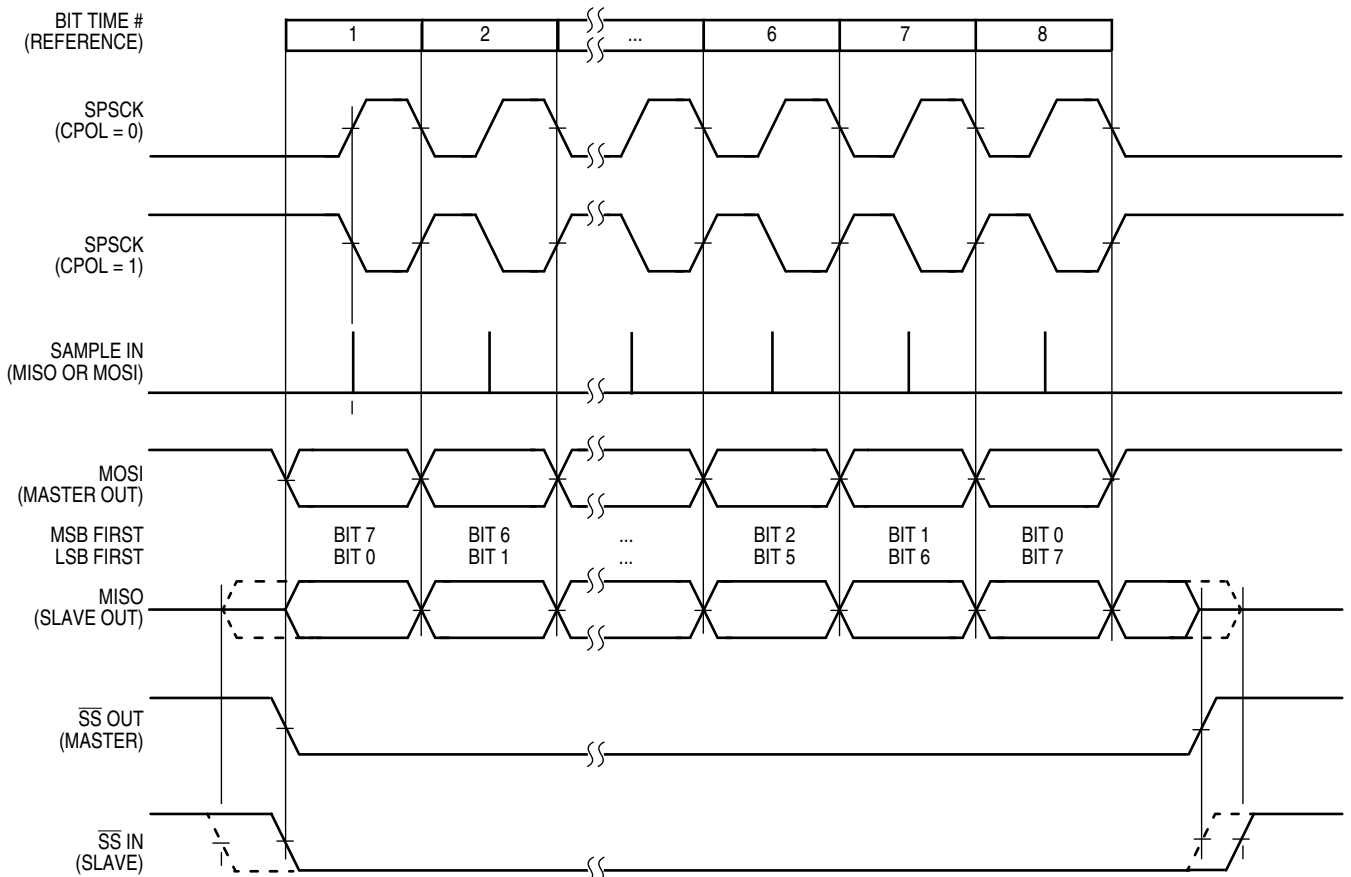 BIT TIME #
(REFERENCE)
1 2 ... 6 7 8
SPSCK
(CPOL = 0)
SPSCK
(CPOL = 1)
SAMPLE IN
(MISO OR MOSI)
MOSI
(MASTER OUT)
MSB FIRST BIT 7 BIT 6 ... BIT 2 BIT 1 BIT 0
LSB FIRST BIT 0 BIT 1 ... BIT 5 BIT 6 BIT 7
MISO
(SLAVE OUT)
S̅S̅ OUT
(MASTER)
S̅S̅ IN
(SLAVE)